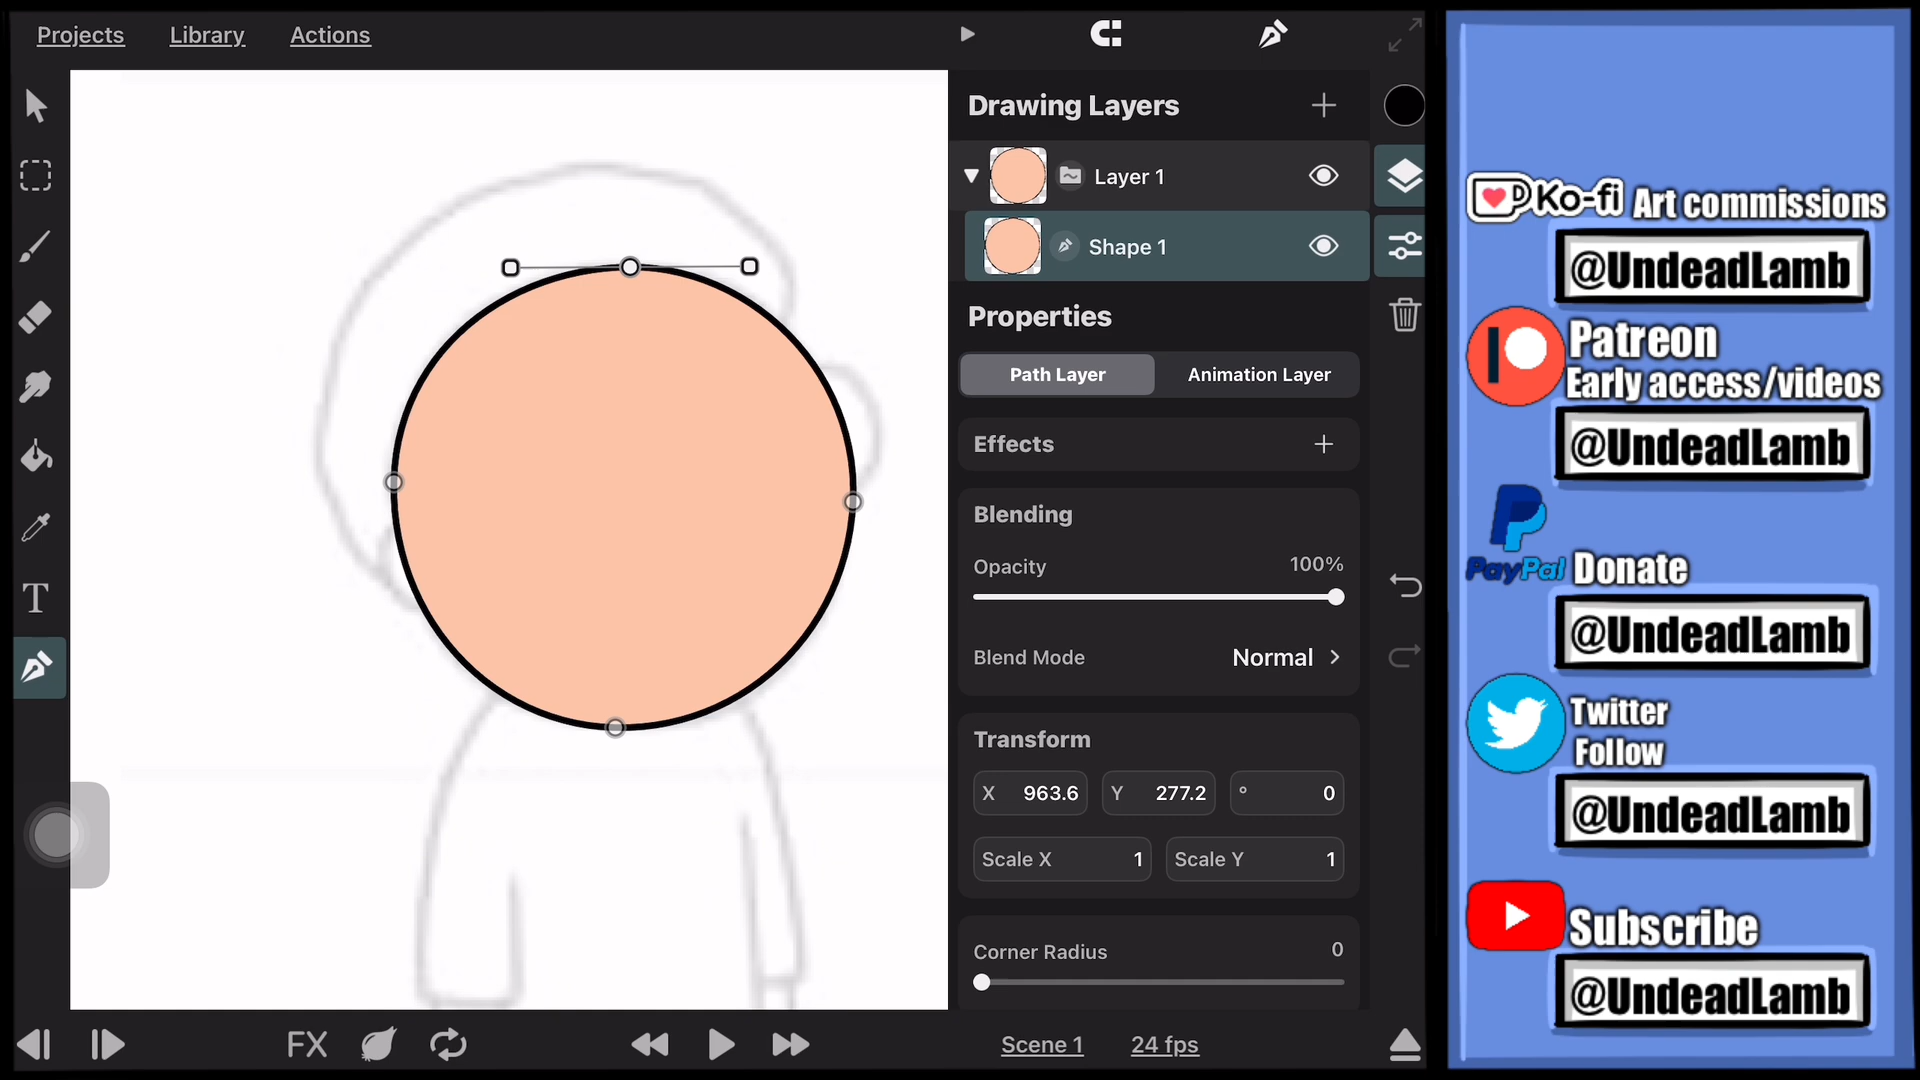 Projects
Library
Actions
Drawing Layers
Layer 1
Shape 1
Properties
Path Layer
Animation Layer
Effects
Blending
Opacity
100%
Blend Mode
Normal
Transform
X 963.6
Y 277.2
° 0
Scale X 1
Scale Y 1
Corner Radius
0
T
FX
Scene 1
24 fps
Ko-fi Art commissions
@UndeadLamb
Patreon
Early access/videos
@UndeadLamb
PayPal Donate
@UndeadLamb
Twitter
Follow
@UndeadLamb
Subscribe
@UndeadLamb